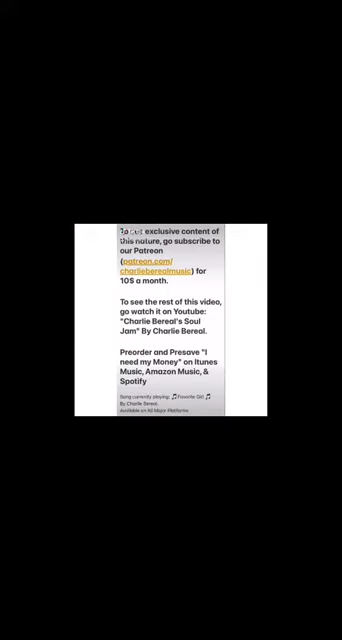 exclusive content of
this nature, go subscribe to
our Patreon
(patreon.com/
charlieberealmusic) for
10$ a month.
To see the rest of this video,
go watch it on Youtube:
"Charlie Bereal's Soul
Jam" By Charlie Bereal.
Preorder and Presave "I
need my Money" on Itunes
Music, Amazon Music, &
Spotify
Song currently playing: 🎵Favorite Girl 🎵
By Charlie Bereal.
Available on All Major Platforms